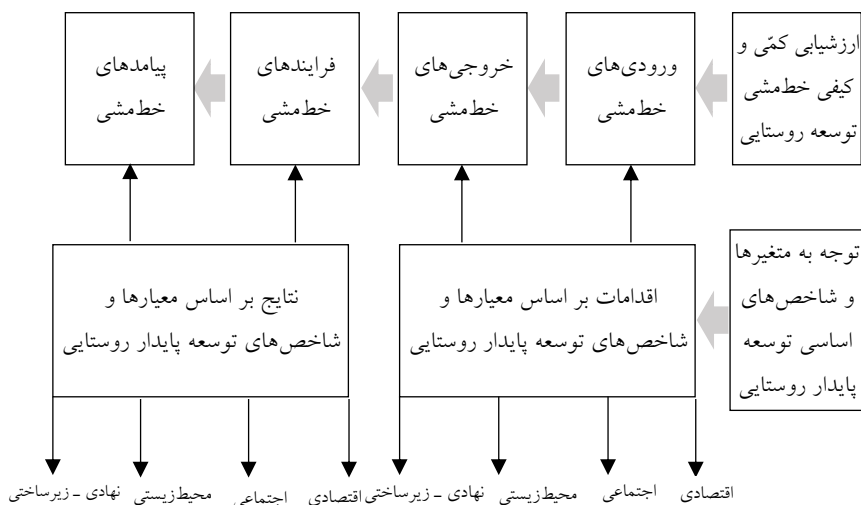 ارزشیابی کمّی و
کیفی خط‌مشی
توسعه روستایی
ورودی‌های
خط‌مشی
خروجی‌های
خط‌مشی
فرایندهای
خط‌مشی
پیامدهای
خط‌مشی
توجه به متغیرها
و شاخص‌های
اساسی توسعه
پایدار روستایی
اقدامات بر اساس معیارها و
شاخص‌های توسعه پایدار روستایی
نتایج بر اساس معیارها و
شاخص‌های توسعه پایدار روستایی
اقتصادی
اجتماعی
محیط‌زیستی
نهادی ـ زیرساختی
اقتصادی
اجتماعی
محیط‌زیستی
نهادی ـ زیرساختی